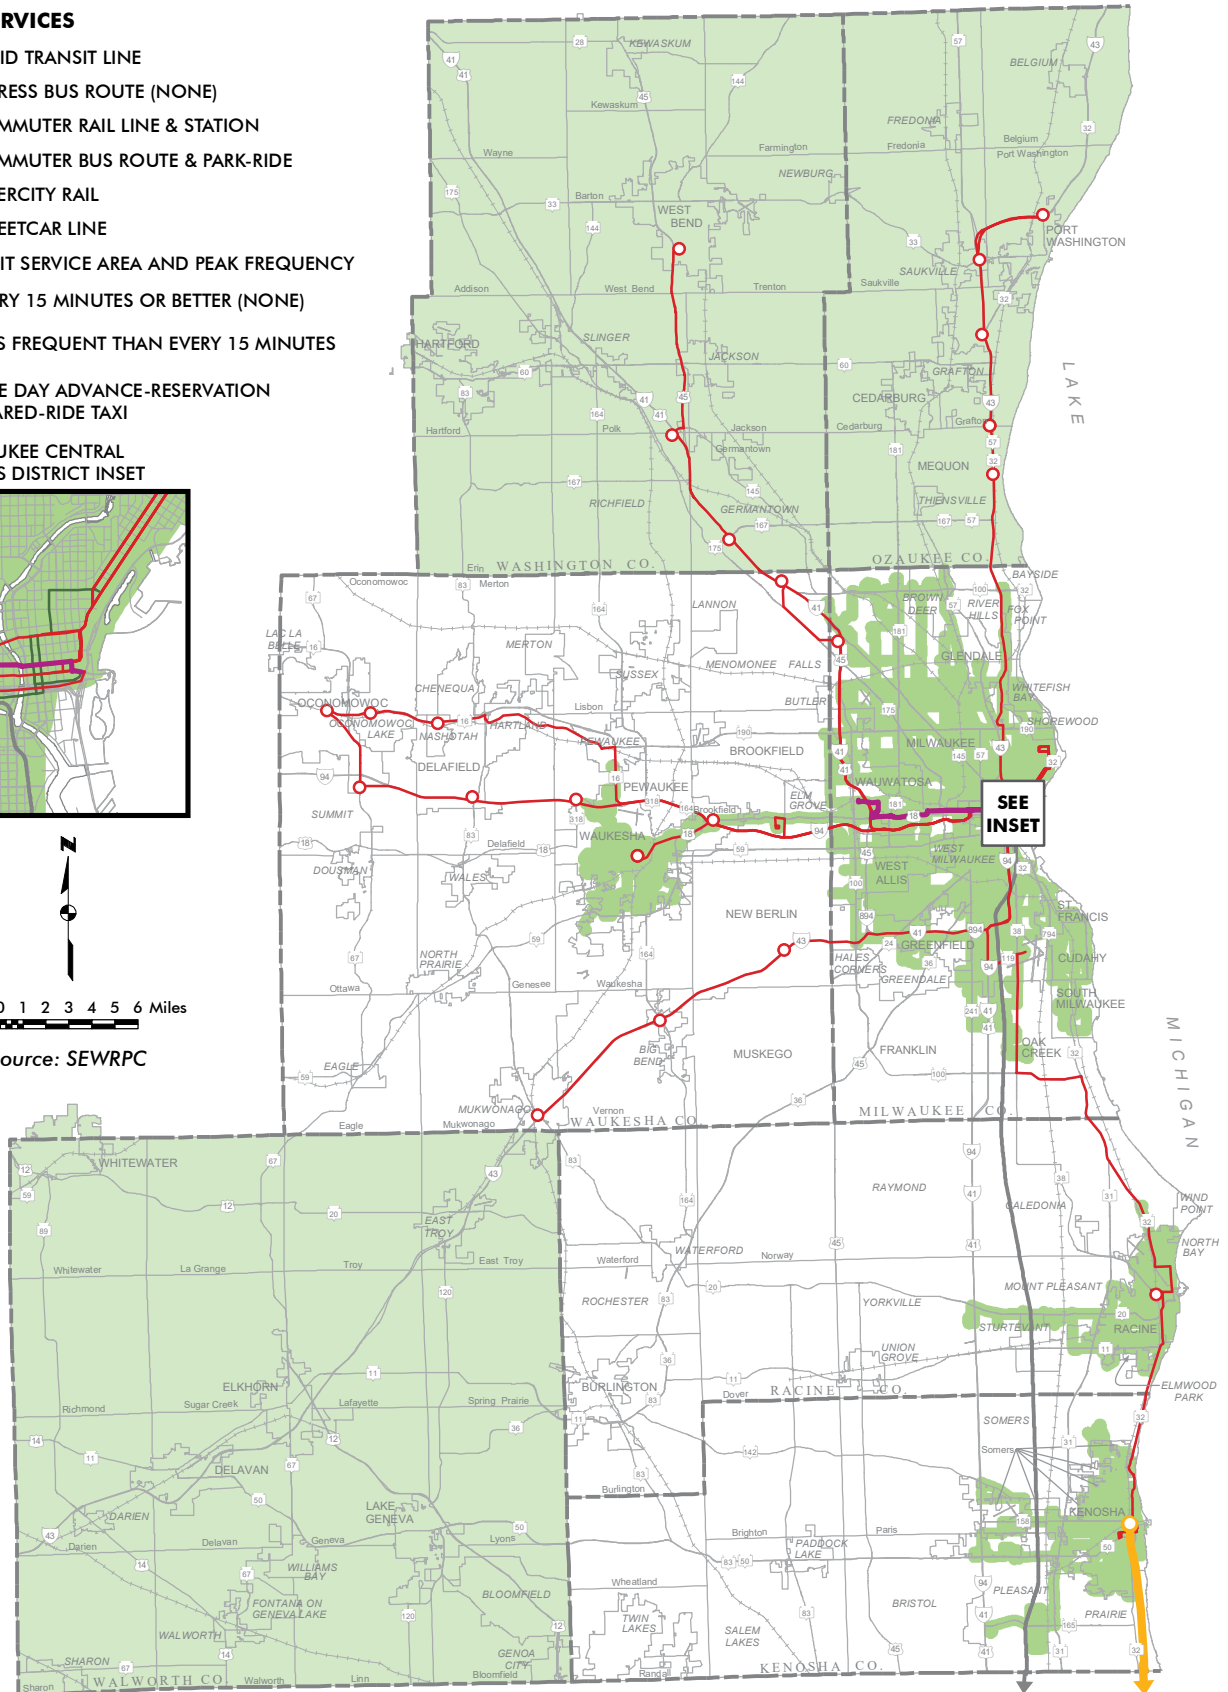 RVICES
ID TRANSIT LINE
RESS BUS ROUTE (NONE)
MMUTER RAIL LINE & STATION
MMUTER BUS ROUTE & PARK-RIDE
ERCITY RAIL
EETCAR LINE
IT SERVICE AREA AND PEAK FREQUENCY
RY 15 MINUTES OR BETTER (NONE)
S FREQUENT THAN EVERY 15 MINUTES
E DAY ADVANCE-RESERVATION
ARED-RIDE TAXI
UKEE CENTRAL
S DISTRICT INSET
N
0 1 2 3 4 5 6 Miles
ource: SEWRPC
KEWASKUM
Kewaskum
Wayne
Farmington
Barton
NEWBURG
WEST
BEND
Addison
West Bend
Trenton
HARTFORD
SLINGER
JACKSON
Hartford
Polk
Jackson
Germantown
RICHFIELD
GERMANTOWN
Erin
WASHINGTON CO.
BELGIUM
FREDONIA
Fredonia
Belgium
Port Washington
PORT
WASHINGTON
SAUKVILLE
Saukville
GRAFTON
CEDARBURG
Cedarburg
Grafton
MEQUON
THIENSVILLE
OZAUKEE CO.
LAKE
MICHIGAN
Oconomowoc
Merton
LAC LA
BELLE
MERTON
LANNON
CHENEQUA
SUSSEX
MENOMONEE FALLS
OCONOMOWOC
OCONOMOWOC
LAKE
NASHOTAH
HARTLAND
Lisbon
BUTLER
PEWAUKEE
BROOKFIELD
DELAFIELD
PEWAUKEE
ELM
GROVE
Brookfield
SUMMIT
WAUKESHA
Delafield
DOUSMAN
WALES
NEW BERLIN
NORTH
PRAIRIE
Ottawa
Genesee
Waukesha
BIG
BEND
MUSKEGO
EAGLE
MUKWONAGO
Vernon
Eagle
Mukwonago
WAUKESHA CO.
BAYSIDE
BROWN
DEER
RIVER
HILLS
FOX
POINT
GLENDALE
WHITEFISH
BAY
SHOREWOOD
MILWAUKEE
WAUWATOSA
SEE
INSET
WEST
MILWAUKEE
WEST
ALLIS
ST.
FRANCIS
GREENFIELD
CUDAHY
HALES
CORNERS
GREENDALE
SOUTH
MILWAUKEE
FRANKLIN
OAK
CREEK
MILWAUKEE CO.
WHITEWATER
EAST
TROY
Whitewater
La Grange
Troy
East Troy
ELKHORN
Richmond
Sugar Creek
Lafayette
Spring Prairie
DELAVAN
LAKE
GENEVA
DARIEN
Darien
Delavan
Geneva
Lyons
WILLIAMS
BAY
FONTANA ON
GENEVA LAKE
BLOOMFIELD
WALWORTH
SHARON
GENOA
CITY
Sharon
WALWORTH CO.
Walworth
Linn
Bloomfield
RAYMOND
CALEDONIA
WIND
POINT
NORTH
BAY
WATERFORD
Waterford
Norway
ROCHESTER
MOUNT PLEASANT
YORKVILLE
STURTEVANT
RACINE
UNION
GROVE
BURLINGTON
Dover
RACINE CO.
ELMWOOD
PARK
Burlington
SOMERS
Somers
KENOSHA
Brighton
Paris
PADDOCK
LAKE
Wheatland
TWIN
LAKES
SALEM
LAKES
BRISTOL
PLEASANT
PRAIRIE
Randall
KENOSHA CO.